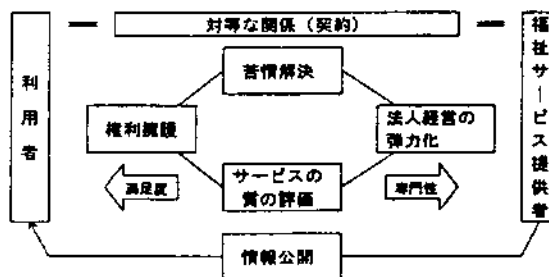 対等な関係（契約）
利用者
福祉サービス提供者
苦情解決
権利擁護
法人経営の
弾力化
サービスの
質の評価
満足度
専門性
情報公開